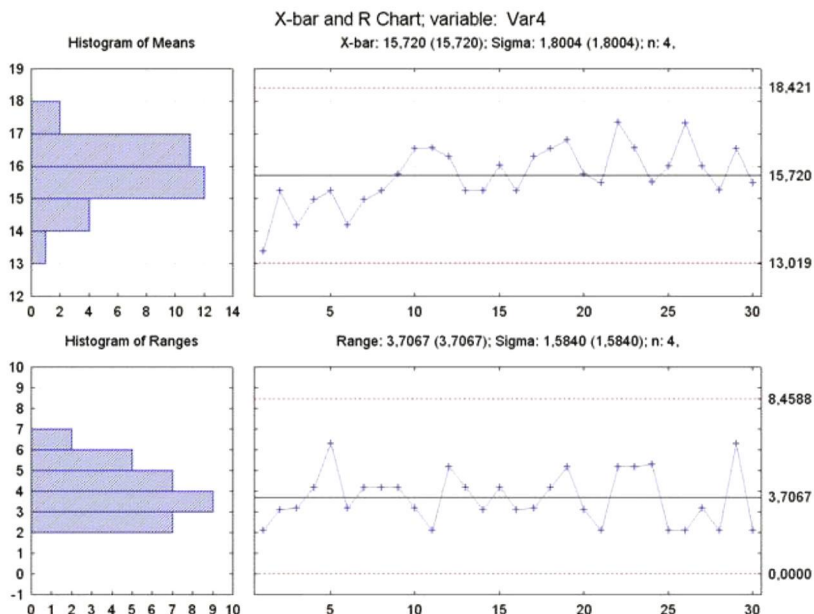 X-bar and R Chart; variable: Var4
Histogram of Means
X-bar: 15,720 (15,720); Sigma: 1,8004 (1,8004); n: 4,
19
18
17
16
15
14
13
12
0 2 4 6 8 10 12 14
18,421
15,720
13,019
5 10 15 20 25 30
Histogram of Ranges
Range: 3,7067 (3,7067); Sigma: 1,5840 (1,5840); n: 4,
10
9
8
7
6
5
4
3
2
1
0
-1
0 1 2 3 4 5 6 7 8 9 10
8,4588
3,7067
0,0000
5 10 15 20 25 30